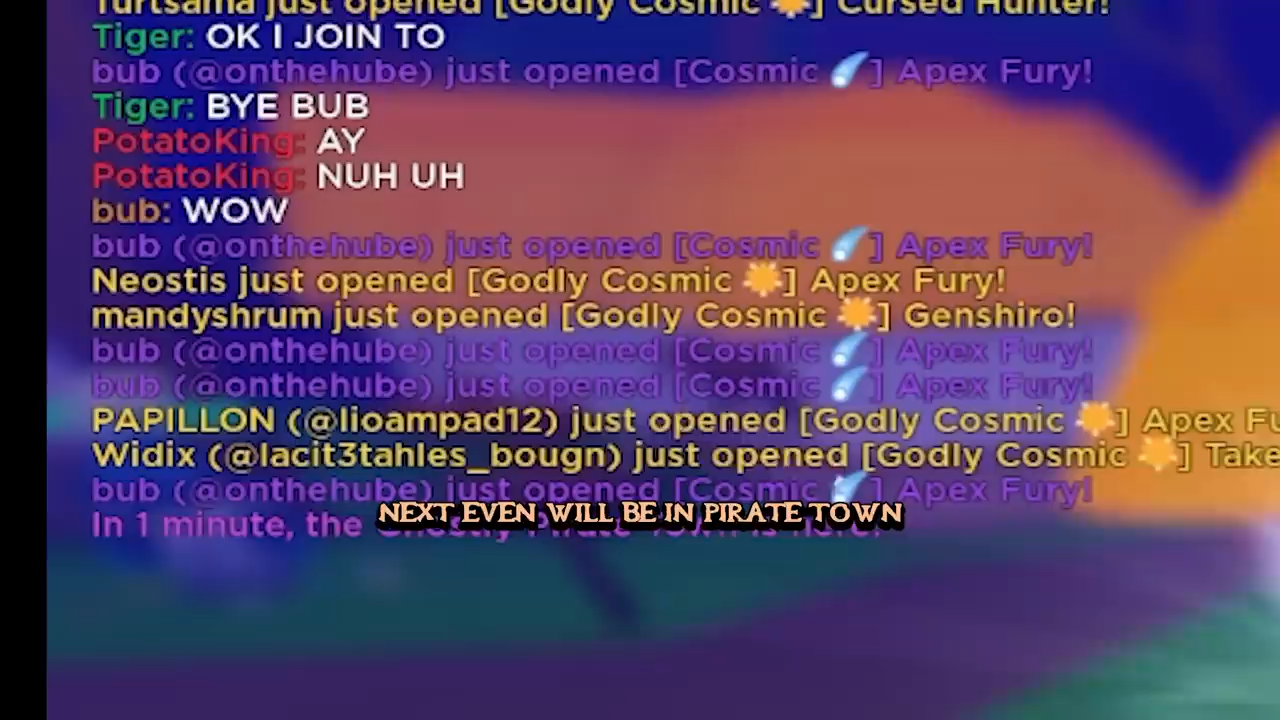 Turtsama just opened [Godly Cosmic ] Cursed Hunter!
Tiger: OK I JOIN TO
bub (@onthehube) just opened [Cosmic ☄️] Apex Fury!
Tiger: BYE BUB
PotatoKing: AY
PotatoKing: NUH UH
bub: WOW
bub (@onthehube) just opened [Cosmic ☄️] Apex Fury!
Neostis just opened [Godly Cosmic ] Apex Fury!
mandyshrum just opened [Godly Cosmic ] Genshiro!
bub (@onthehube) just opened [Cosmic ☄️] Apex Fury!
bub (@onthehube) just opened [Cosmic ☄️] Apex Fury!
PAPILLON (@lioampad12) just opened [Godly Cosmic ] Apex Fu
Widix (@lacit3tahles_bougn) just opened [Godly Cosmic ] Take
bub (@onthehube) just opened [Cosmic ☄️] Apex Fury!
NEXT EVEN WILL BE IN PIRATE TOWN
In 1 minute, the Ghostly Pirate Town is here!